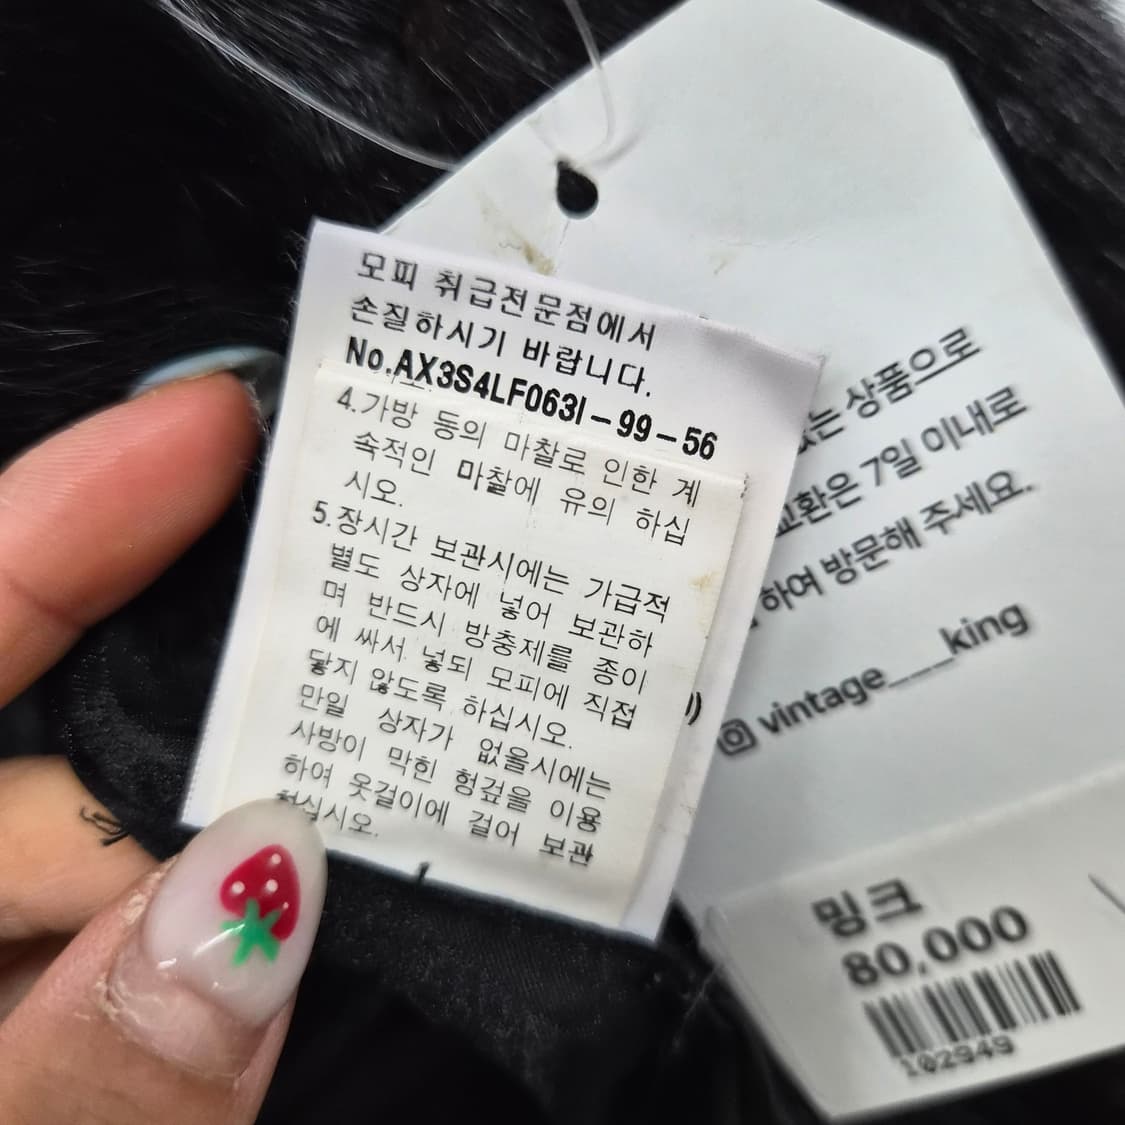 모피 취급전문점에서
손질하시기 바랍니다.
No.AX3S4LF063I-99-56
4.가방 등의 마찰로 인한 계
속적인 마찰에 유의 하십
시오.
5.장시간 보관시에는 가급적
별도 상자에 넣어 보관하
며 반드시 방충제를 종이
에 싸서 넣되 모피에 직접
닿지 않도록 하십시오.
만일 상자가 없을시에는
사방이 막힌 헝겊을 이용
하여 옷걸이에 걸어 보관
하십시오.
없는 상품으로
교환은 7일 이내로
하여 방문해 주세요.
vintage___king
밍크
80,000
102949